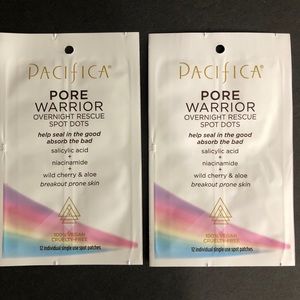 PACIFICA®
PORE
WARRIOR
OVERNIGHT RESCUE
SPOT DOTS
help seal in the good
absorb the bad
salicylic acid
+
niacinamide
+
wild cherry & aloe
breakout prone skin
100% VEGAN
CRUELTY-FREE
12 individual single use spot patches
PACIFICA®
PORE
WARRIOR
OVERNIGHT RESCUE
SPOT DOTS
help seal in the good
absorb the bad
salicylic acid
+
niacinamide
+
wild cherry & aloe
breakout prone skin
100% VEGAN
CRUELTY-FREE
12 individual single use spot patches